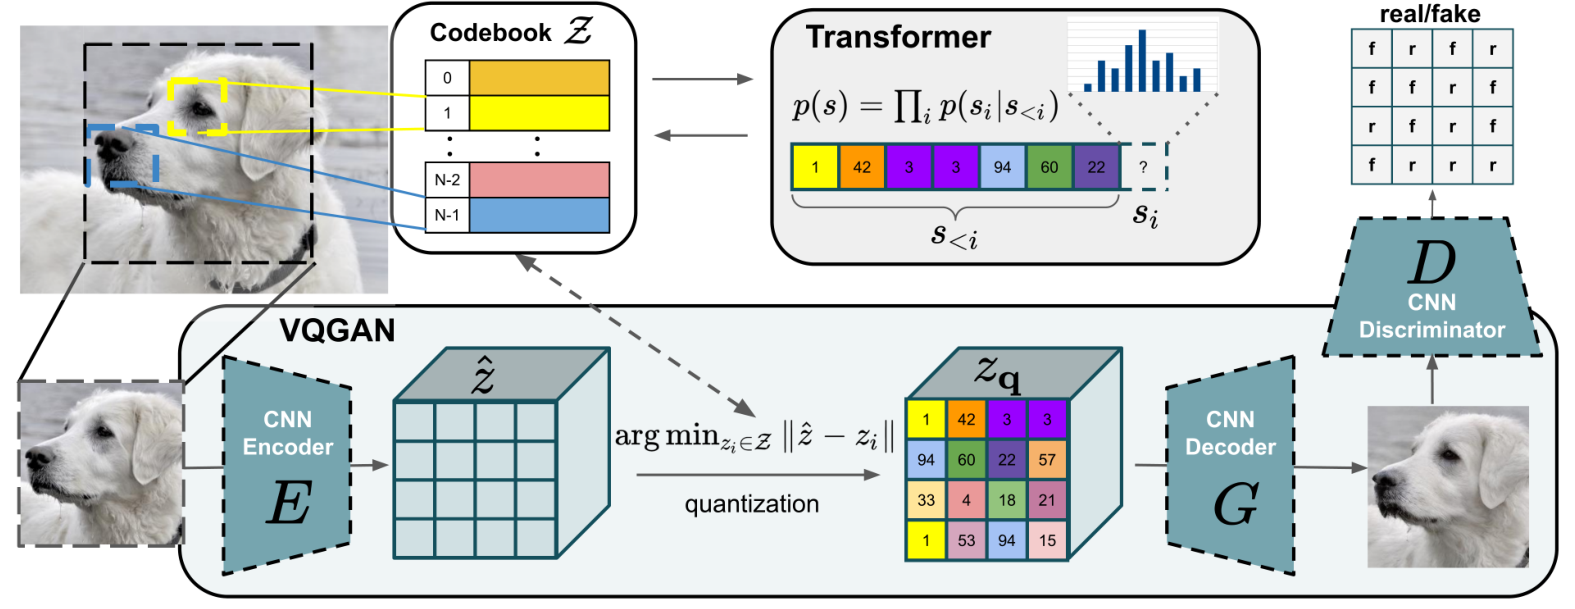 Codebook 𝒵
0
1
⋮ ⋮
N-2
N-1
Transformer
p(s) = ∏ᵢ p(sᵢ|s<ᵢ)
1 42 3 3 94 60 22 ?
s<ᵢ
sᵢ
real/fake
f r f r
f f r f
r f r f
f r r r
D
CNN
Discriminator
VQGAN
CNN
Encoder
E
ẑ
arg min_{zᵢ∈𝒵} ‖ẑ − zᵢ‖
quantization
z_𝐪
1 42 3 3
94 60 22 57
33 4 18 21
1 53 94 15
CNN
Decoder
G